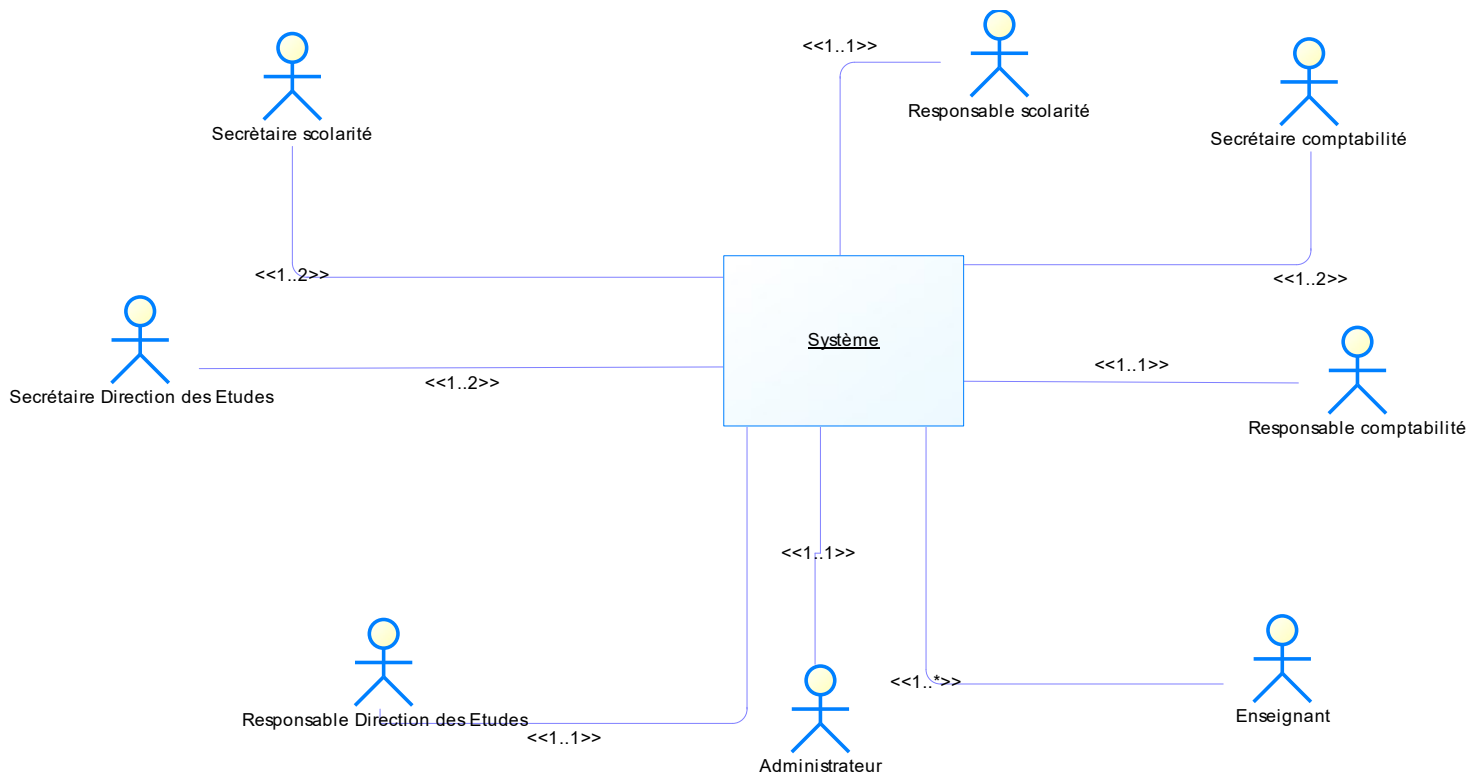 <<1..1>>
Responsable scolarité
Secrètaire scolarité
Secrétaire comptabilité
<<1..2>>
<<1..2>>
Système
<<1..1>>
<<1..2>>
Secrétaire Direction des Etudes
Responsable comptabilité
<<1..1>>
<<1..*>>
Responsable Direction des Etudes
Enseignant
<<1..1>>
Administrateur